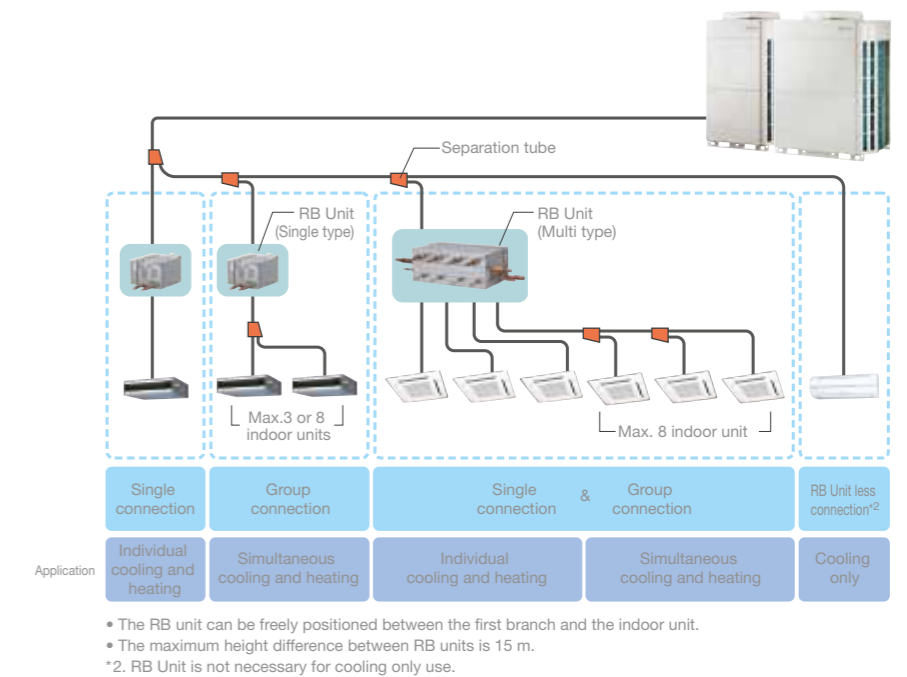 Separation tube
RB Unit
(Single type)
RB Unit
(Multi type)
Max.3 or 8
indoor units
Max. 8 indoor unit
Single
connection
Group
connection
Single
connection
&
Group
connection
RB Unit less
connection*2
Application
Individual
cooling and
heating
Simultaneous
cooling and heating
Individual
cooling and heating
Simultaneous
cooling and heating
Cooling
only
• The RB unit can be freely positioned between the first branch and the indoor unit.
• The maximum height difference between RB units is 15 m.
*2. RB Unit is not necessary for cooling only use.